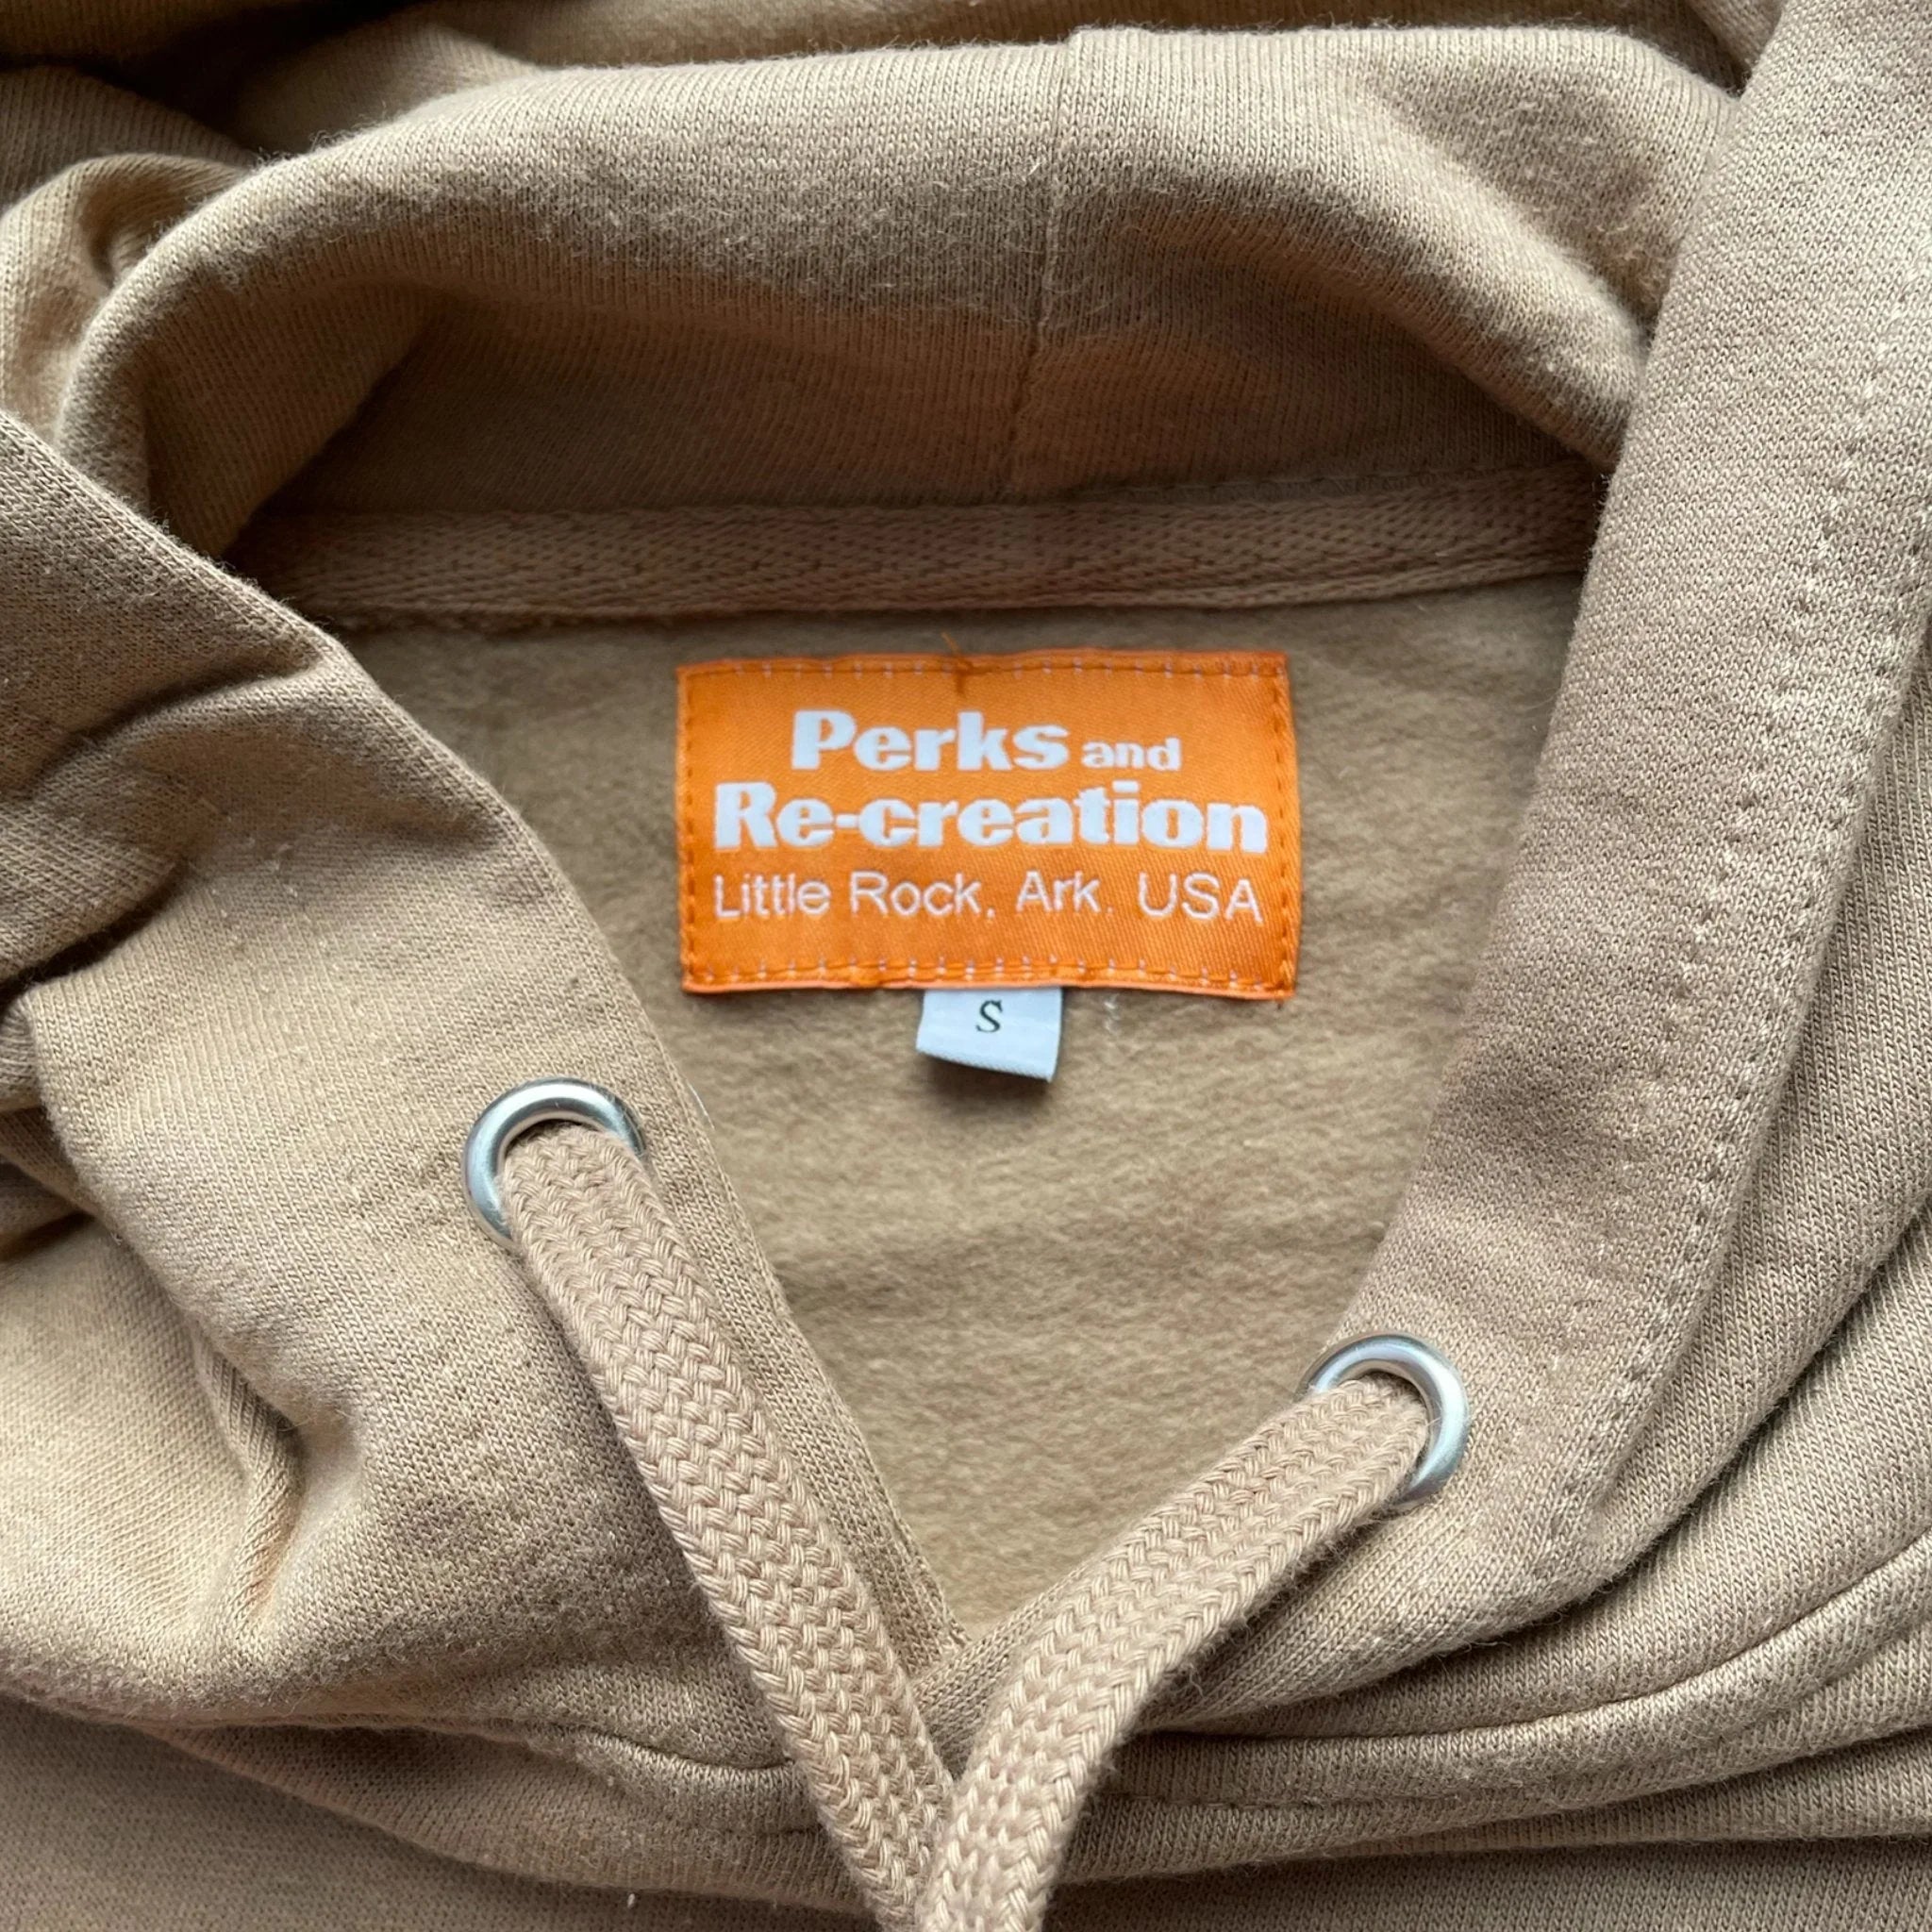 Perks and
Re-creation
Little Rock, Ark. USA
S